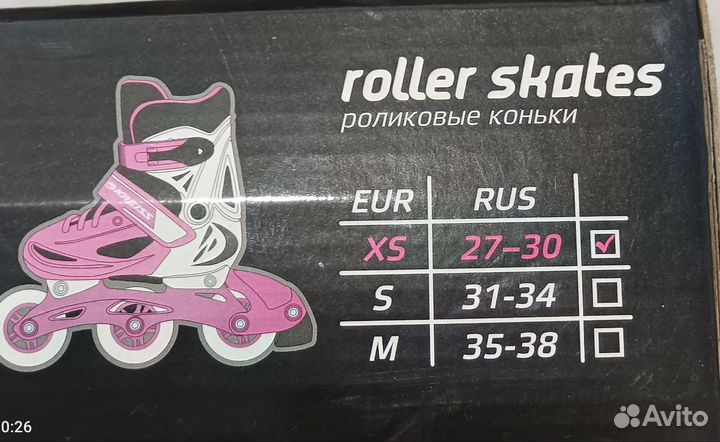 roller skates
роликовые коньки
EUR RUS
XS 27-30
S 31-34
M 35-38
0:26
Avito